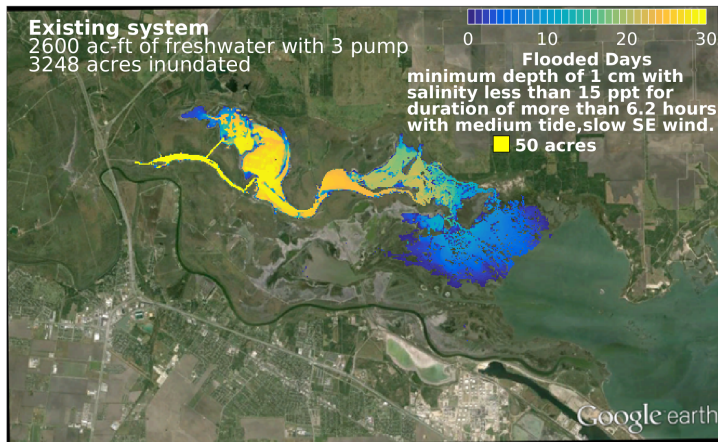 Existing system
2600 ac-ft of freshwater with 3 pump
3248 acres inundated
0 10 20 30
Flooded Days
minimum depth of 1 cm with
salinity less than 15 ppt for
duration of more than 6.2 hours
with medium tide,slow SE wind.
50 acres
Google earth